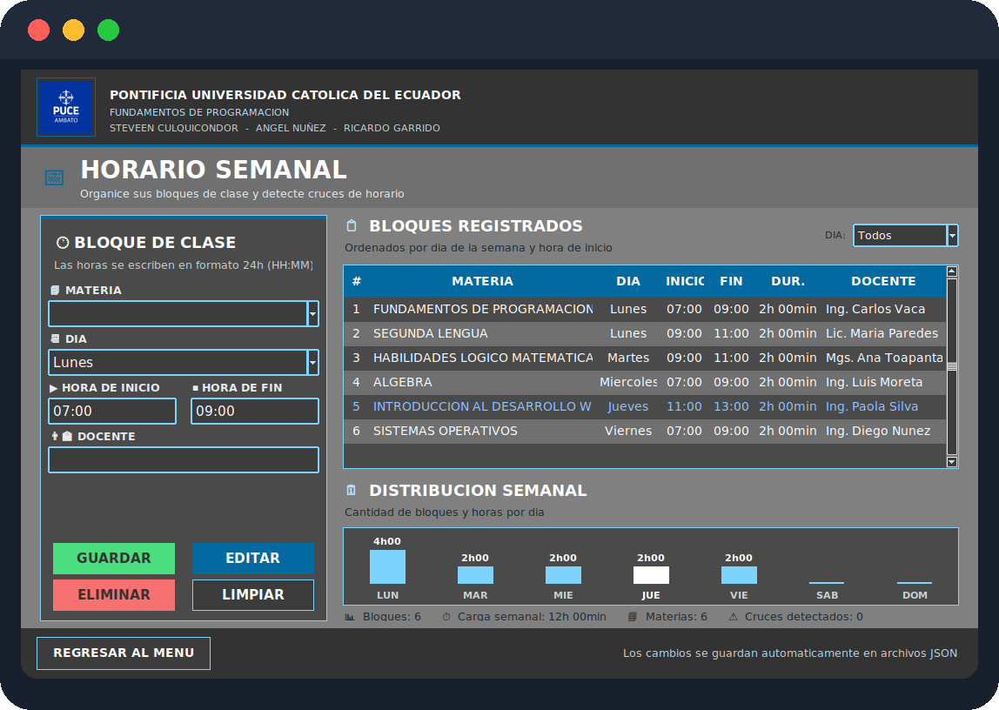 PUCE
AMBATO
PONTIFICIA UNIVERSIDAD CATOLICA DEL ECUADOR
FUNDAMENTOS DE PROGRAMACION
STEVEEN CULQUICONDOR - ANGEL NUÑEZ - RICARDO GARRIDO
HORARIO SEMANAL
Organice sus bloques de clase y detecte cruces de horario
BLOQUE DE CLASE
Las horas se escriben en formato 24h (HH:MM)
MATERIA
DIA
Lunes
HORA DE INICIO HORA DE FIN
07:00 09:00
DOCENTE
GUARDAR EDITAR
ELIMINAR LIMPIAR
BLOQUES REGISTRADOS
Ordenados por dia de la semana y hora de inicio
DIA: Todos
# MATERIA DIA INICIC FIN DUR. DOCENTE
1 FUNDAMENTOS DE PROGRAMACION Lunes 07:00 09:00 2h 00min Ing. Carlos Vaca
2 SEGUNDA LENGUA Lunes 09:00 11:00 2h 00min Lic. Maria Paredes
3 HABILIDADES LOGICO MATEMATICA Martes 09:00 11:00 2h 00min Mgs. Ana Toapanta
4 ALGEBRA Miercoles 07:00 09:00 2h 00min Ing. Luis Moreta
5 INTRODUCCION AL DESARROLLO W Jueves 11:00 13:00 2h 00min Ing. Paola Silva
6 SISTEMAS OPERATIVOS Viernes 07:00 09:00 2h 00min Ing. Diego Nunez
DISTRIBUCION SEMANAL
Cantidad de bloques y horas por dia
4h00 2h00 2h00 2h00 2h00
LUN MAR MIE JUE VIE SAB DOM
Bloques: 6 Carga semanal: 12h 00min Materias: 6 Cruces detectados: 0
REGRESAR AL MENU
Los cambios se guardan automaticamente en archivos JSON